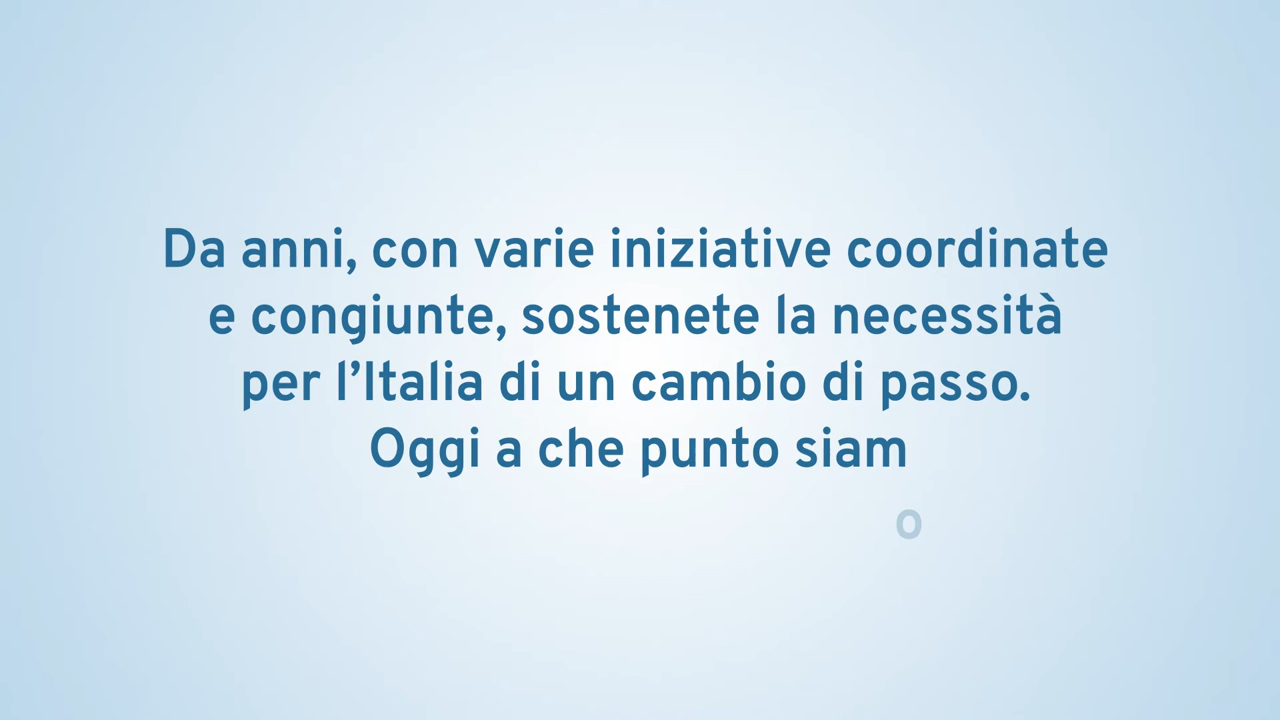 Da anni, con varie iniziative coordinate
e congiunte, sostenete la necessità
per l’Italia di un cambio di passo.
Oggi a che punto siam
o